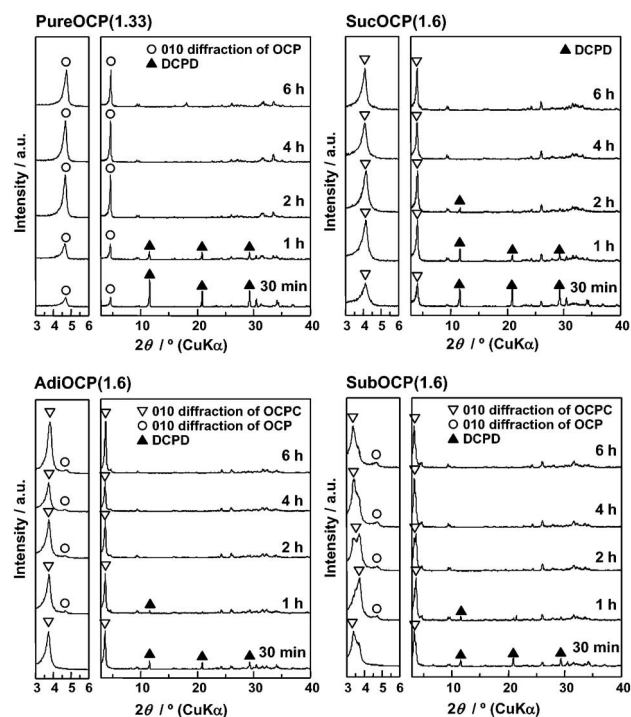 PureOCP(1.33)
○ 010 diffraction of OCP
▲ DCPD
6 h
4 h
2 h
1 h
30 min
Intensity / a.u.
3 4 5 6 10 20 30 40
2θ / ° (CuKα)
SucOCP(1.6)
▲ DCPD
6 h
4 h
2 h
1 h
30 min
Intensity / a.u.
3 4 5 6 10 20 30 40
2θ / ° (CuKα)
AdiOCP(1.6)
▽ 010 diffraction of OCPC
○ 010 diffraction of OCP
▲ DCPD
6 h
4 h
2 h
1 h
30 min
Intensity / a.u.
3 4 5 6 10 20 30 40
2θ / ° (CuKα)
SubOCP(1.6)
▽ 010 diffraction of OCPC
○ 010 diffraction of OCP
▲ DCPD
6 h
4 h
2 h
1 h
30 min
Intensity / a.u.
3 4 5 6 10 20 30 40
2θ / ° (CuKα)